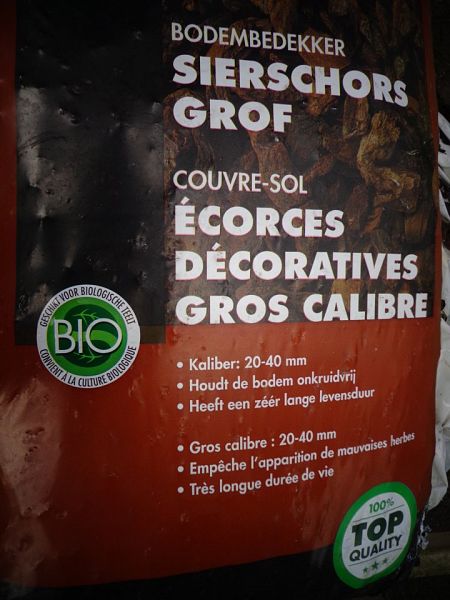 BODEMBEDEKKER
SIERSCHORS
GROF
COUVRE-SOL
ÉCORCES
DÉCORATIVES
GROS CALIBRE
GESCHIKT VOOR BIOLOGISCHE TEELT
BIO
CONVIENT À LA CULTURE BIOLOGIQUE
• Kaliber: 20-40 mm
• Houdt de bodem onkruidvrij
• Heeft een zéér lange levensduur
• Gros calibre : 20-40 mm
• Empêche l'apparition de mauvaises herbes
• Très longue durée de vie
100%
TOP
QUALITY